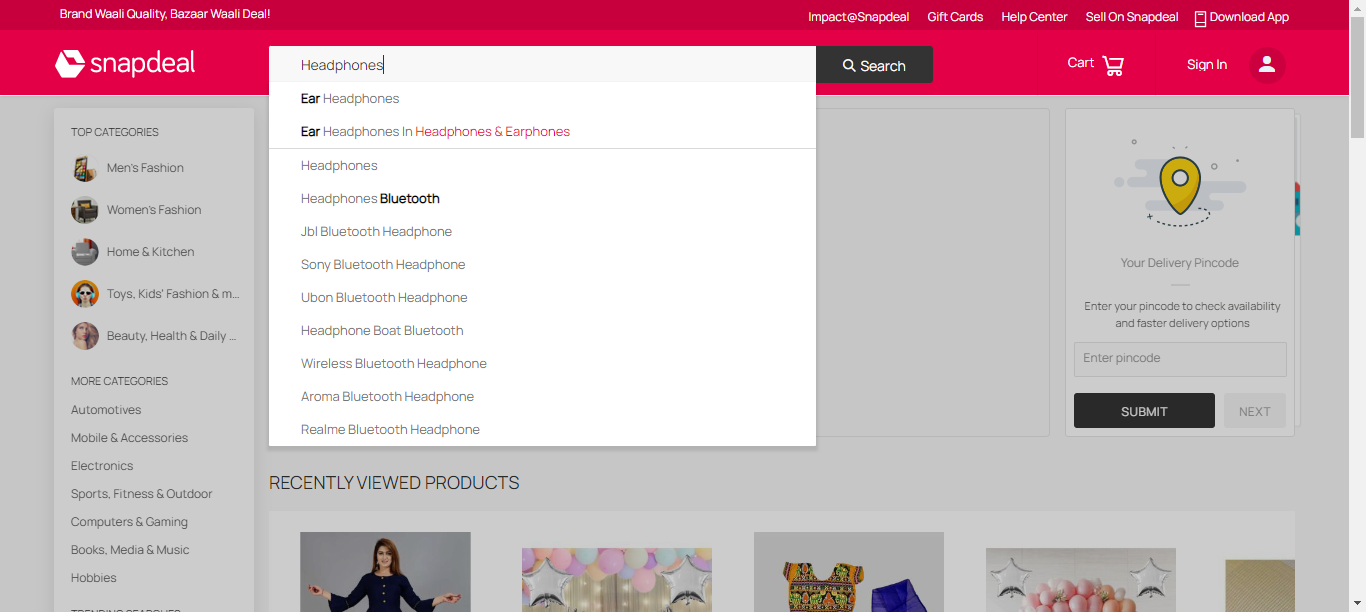 Brand Waali Quality, Bazaar Waali Deal!
Impact@Snapdeal Gift Cards Help Center Sell On Snapdeal Download App
snapdeal
Headphones
Search
Cart
Sign In
Ear Headphones
Ear Headphones In Headphones & Earphones
Headphones
Headphones Bluetooth
Jbl Bluetooth Headphone
Sony Bluetooth Headphone
Ubon Bluetooth Headphone
Headphone Boat Bluetooth
Wireless Bluetooth Headphone
Aroma Bluetooth Headphone
Realme Bluetooth Headphone
TOP CATEGORIES
Men's Fashion
Women's Fashion
Home & Kitchen
Toys, Kids' Fashion & m...
Beauty, Health & Daily ...
MORE CATEGORIES
Automotives
Mobile & Accessories
Electronics
Sports, Fitness & Outdoor
Computers & Gaming
Books, Media & Music
Hobbies
TRENDING SEARCHES
Your Delivery Pincode
Enter your pincode to check availability
and faster delivery options
Enter pincode
SUBMIT
NEXT
RECENTLY VIEWED PRODUCTS